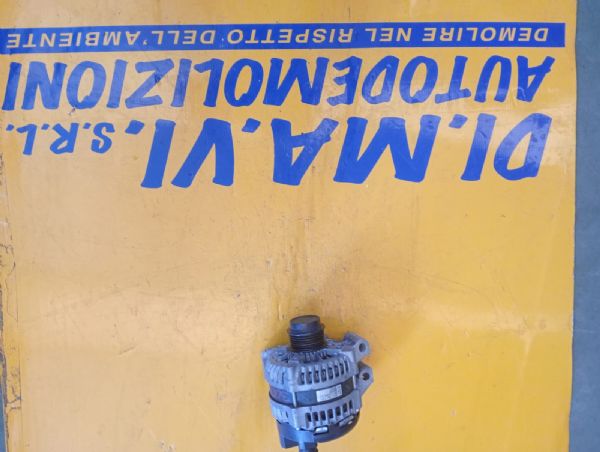 DI.MA.VI. S.R.L.
AUTODEMOLIZIONI
DEMOLIRE NEL RISPETTO DELL'AMBIENTE